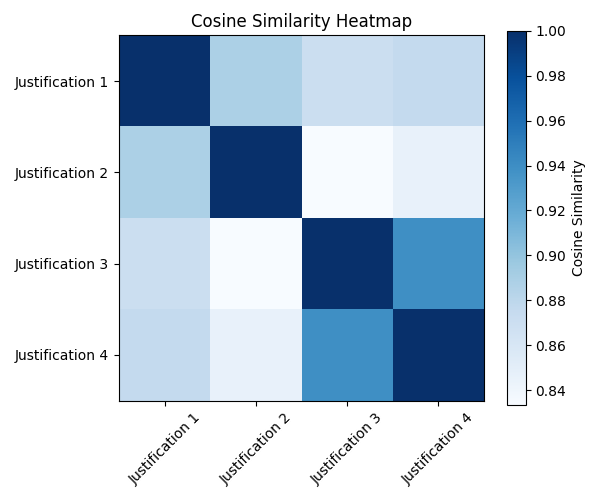 Cosine Similarity Heatmap
Justification 1
Justification 2
Justification 3
Justification 4
Justification 1
Justification 2
Justification 3
Justification 4
1.00
0.98
0.96
0.94
0.92
0.90
0.88
0.86
0.84
Cosine Similarity